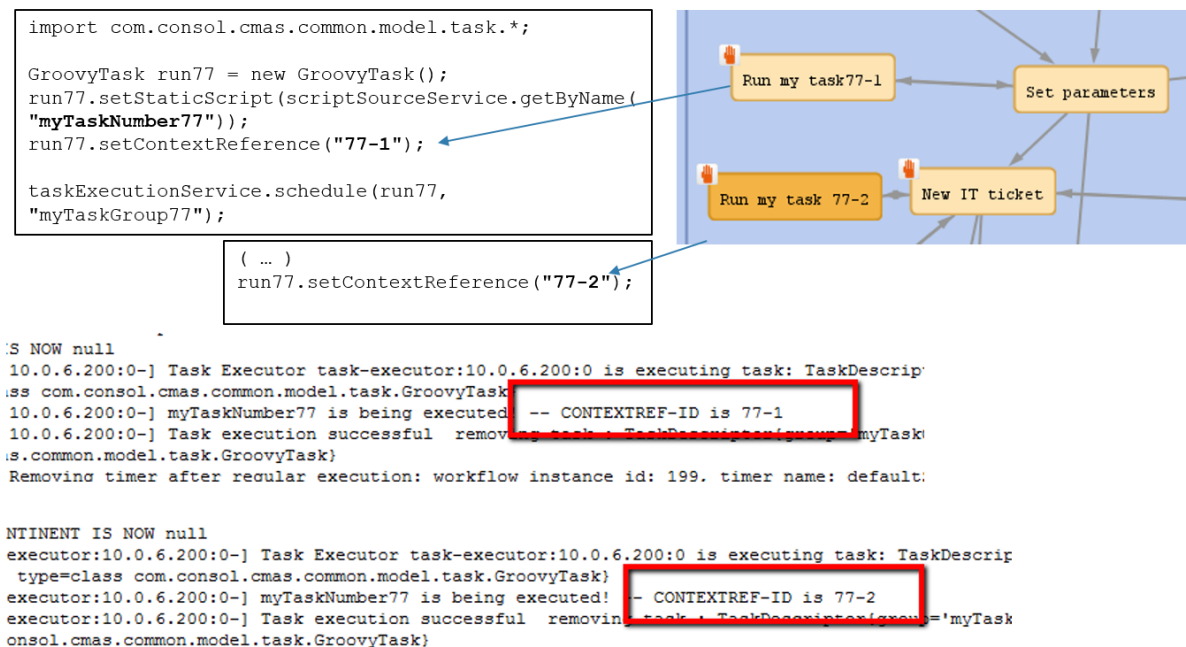 import com.consol.cmas.common.model.task.*;
GroovyTask run77 = new GroovyTask();
run77.setStaticScript(scriptSourceService.getByName(
"myTaskNumber77"));
run77.setContextReference("77-1");
taskExecutionService.schedule(run77,
"myTaskGroup77");
( … )
run77.setContextReference("77-2");
Run my task77-1
Set parameters
Run my task 77-2
New IT ticket
IS NOW null
10.0.6.200:0-] Task Executor task-executor:10.0.6.200:0 is executing task: TaskDescrip
ass com.consol.cmas.common.model.task.GroovyTask
10.0.6.200:0-] myTaskNumber77 is being executed! -- CONTEXTREF-ID is 77-1
10.0.6.200:0-] Task execution successful removing task : TaskDescriptor{group='myTask
s.common.model.task.GroovyTask}
Removing timer after regular execution: workflow instance id: 199, timer name: default
NTINENT IS NOW null
executor:10.0.6.200:0-] Task Executor task-executor:10.0.6.200:0 is executing task: TaskDescrip
type=class com.consol.cmas.common.model.task.GroovyTask}
executor:10.0.6.200:0-] myTaskNumber77 is being executed! -- CONTEXTREF-ID is 77-2
executor:10.0.6.200:0-] Task execution successful removing task : TaskDescriptor{group='myTask
onsol.cmas.common.model.task.GroovyTask}